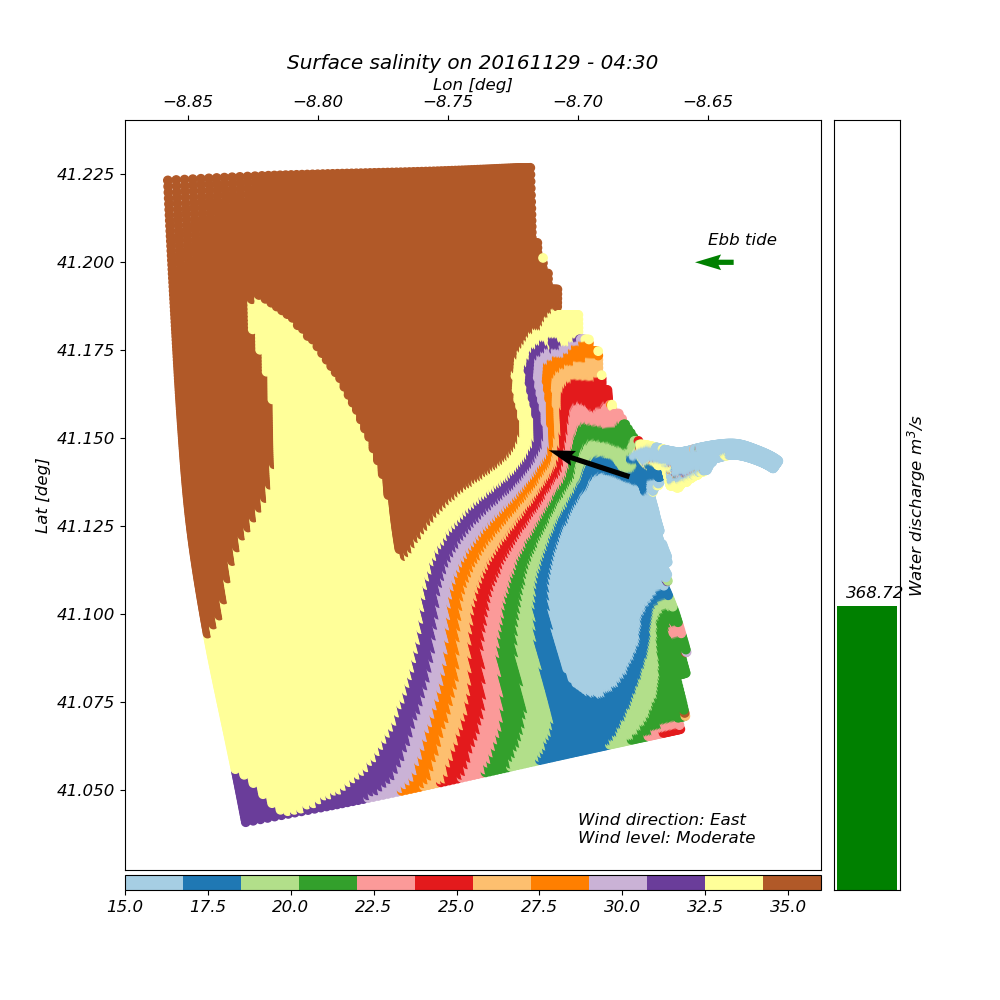 Surface salinity on 20161129 - 04:30
Lon [deg]
−8.85 −8.80 −8.75 −8.70 −8.65
41.225
41.200
41.175
41.150
41.125
41.100
41.075
41.050
Lat [deg]
Ebb tide
Wind direction: East
Wind level: Moderate
15.0 17.5 20.0 22.5 25.0 27.5 30.0 32.5 35.0
368.72
Water discharge m³/s